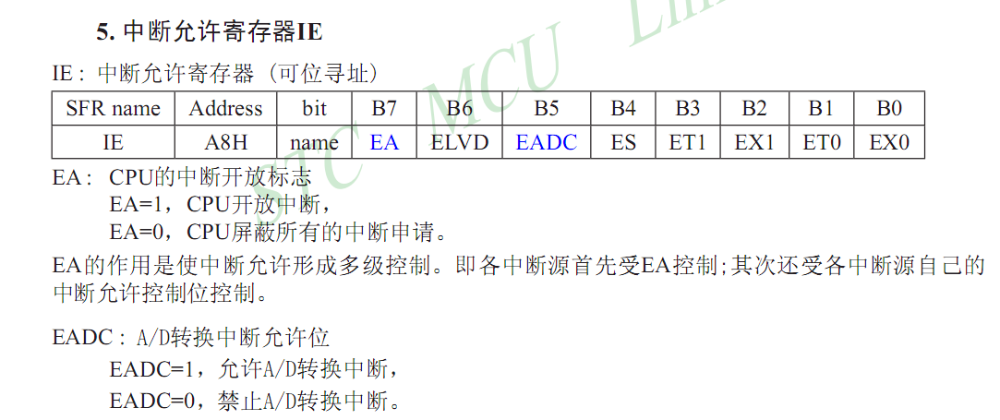 5. 中断允许寄存器IE
IE : 中断允许寄存器 (可位寻址)
SFR name Address bit B7 B6 B5 B4 B3 B2 B1 B0
IE A8H name EA ELVD EADC ES ET1 EX1 ET0 EX0
EA : CPU的中断开放标志
EA=1，CPU开放中断，
EA=0，CPU屏蔽所有的中断申请。
EA的作用是使中断允许形成多级控制。即各中断源首先受EA控制;其次还受各中断源自己的
中断允许控制位控制。
EADC : A/D转换中断允许位
EADC=1，允许A/D转换中断，
EADC=0，禁止A/D转换中断。
STC MCU Lim